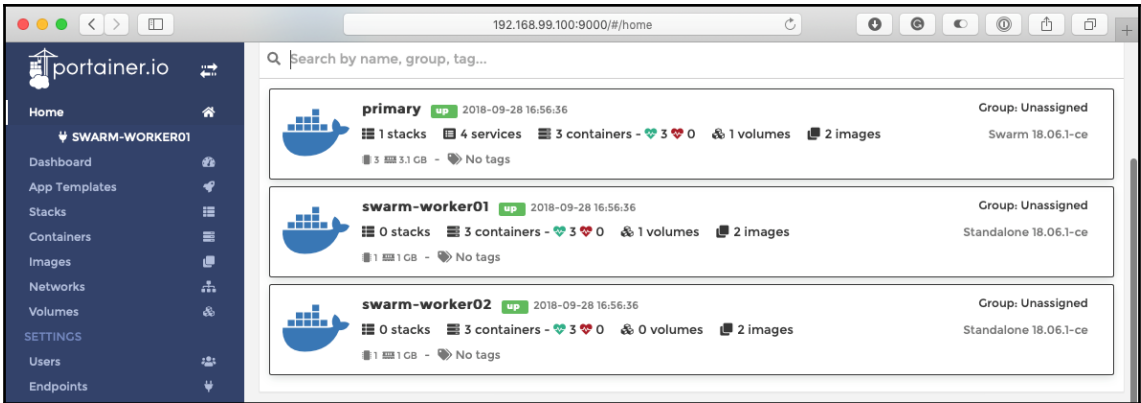 192.168.99.100:9000/#/home
portainer.io
Home
SWARM-WORKER01
Dashboard
App Templates
Stacks
Containers
Images
Networks
Volumes
SETTINGS
Users
Endpoints
Search by name, group, tag...
primary up 2018-09-28 16:56:36 Group: Unassigned
1 stacks 4 services 3 containers - 3 0 1 volumes 2 images Swarm 18.06.1-ce
3 3.1 GB - No tags
swarm-worker01 up 2018-09-28 16:56:36 Group: Unassigned
0 stacks 3 containers - 3 0 1 volumes 2 images Standalone 18.06.1-ce
1 1 GB - No tags
swarm-worker02 up 2018-09-28 16:56:36 Group: Unassigned
0 stacks 3 containers - 3 0 0 volumes 2 images Standalone 18.06.1-ce
1 1 GB - No tags